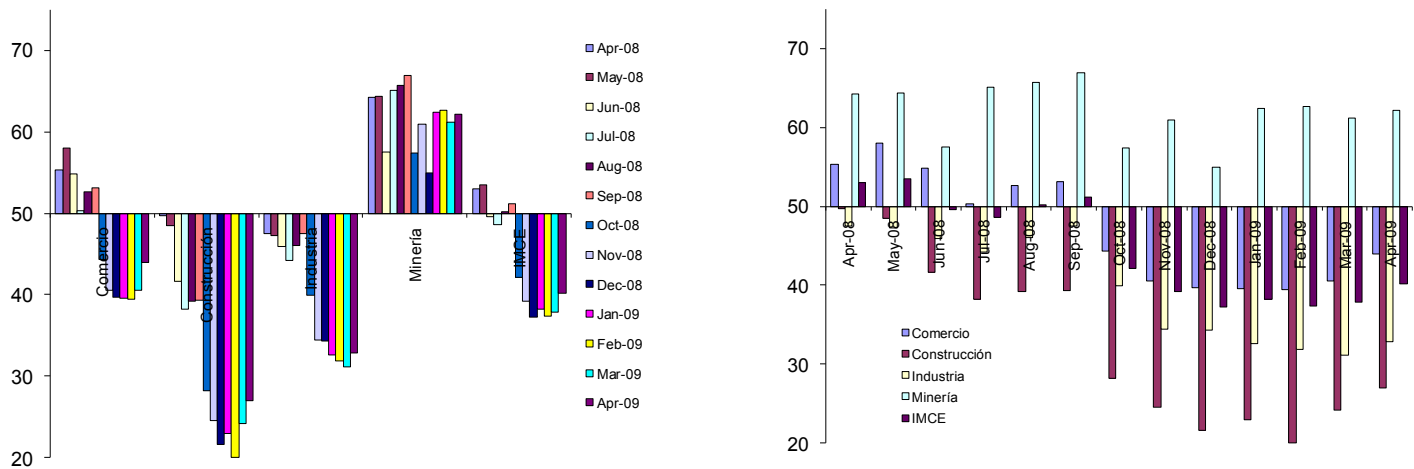 70
60
50
40
30
20
Comercio
Construcción
Industria
Minería
IMCE
Apr-08
May-08
Jun-08
Jul-08
Aug-08
Sep-08
Oct-08
Nov-08
Dec-08
Jan-09
Feb-09
Mar-09
Apr-09
70
60
50
40
30
20
Apr-08
May-08
Jun-08
Jul-08
Aug-08
Sep-08
Oct-08
Nov-08
Dec-08
Jan-09
Feb-09
Mar-09
Apr-09
Comercio
Construcción
Industria
Minería
IMCE